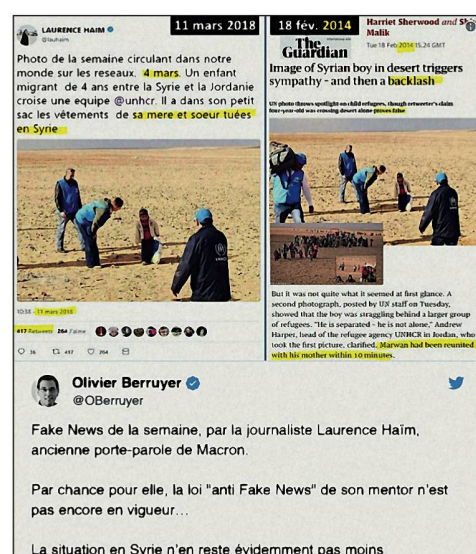 LAURENCE HAIM
@lauhaim
11 mars 2018
Photo de la semaine circulant dans notre
monde sur les reseaux. 4 mars. Un enfant
migrant de 4 ans entre la Syrie et la Jordanie
croise une equipe @unhcr. Il a dans son petit
sac les vêtements de sa mere et soeur tuées
en Syrie
10:38 - 11 mars 2018
417 Retweets 264 J'aime
36 417 264
18 fév. 2014
Harriet Sherwood and
Malik
Tue 18 Feb 2014 15.24 GMT
The
Guardian
Image of Syrian boy in desert triggers
sympathy - and then a backlash
UN photo throws spotlight on child refugees, though retweeter's claim
four-year-old was crossing desert alone proves false
But it was not quite what it seemed at first glance. A
second photograph, posted by UN staff on Tuesday,
showed that the boy was straggling behind a larger group
of refugees. "He is separated - he is not alone," Andrew
Harper, head of the refugee agency UNHCR in Jordan, who
took the first picture, clarified. Marwan had been reunited
with his mother within 10 minutes.
Olivier Berruyer
@OBerruyer
Fake News de la semaine, par la journaliste Laurence Haïm,
ancienne porte-parole de Macron.
Par chance pour elle, la loi "anti Fake News" de son mentor n'est
pas encore en vigueur…
La situation en Syrie n'en reste évidemment pas moins